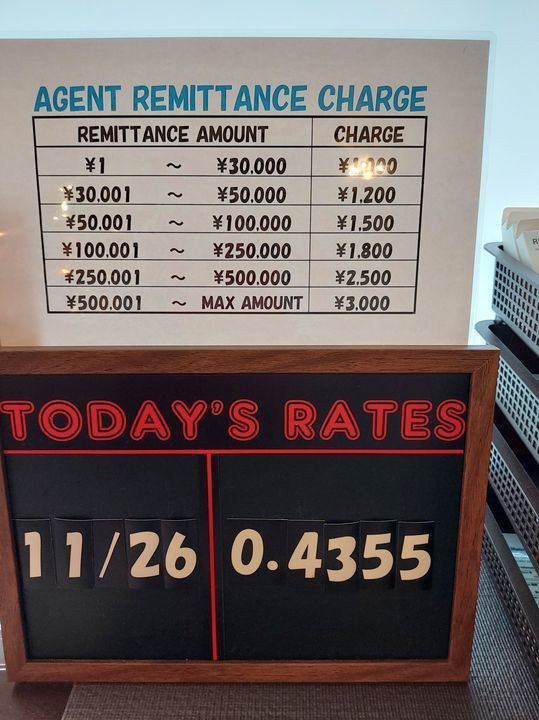 AGENT REMITTANCE CHARGE
REMITTANCE AMOUNT CHARGE
¥1 ~ ¥30.000
¥30.001 ~ ¥50.000 ¥1.200
¥50.001 ~ ¥100.000 ¥1.500
¥100.001 ~ ¥250.000 ¥1.800
¥250.001 ~ ¥500.000 ¥2.500
¥500.001 ~ MAX AMOUNT ¥3.000
TODAY'S RATES
11/26 0.4355